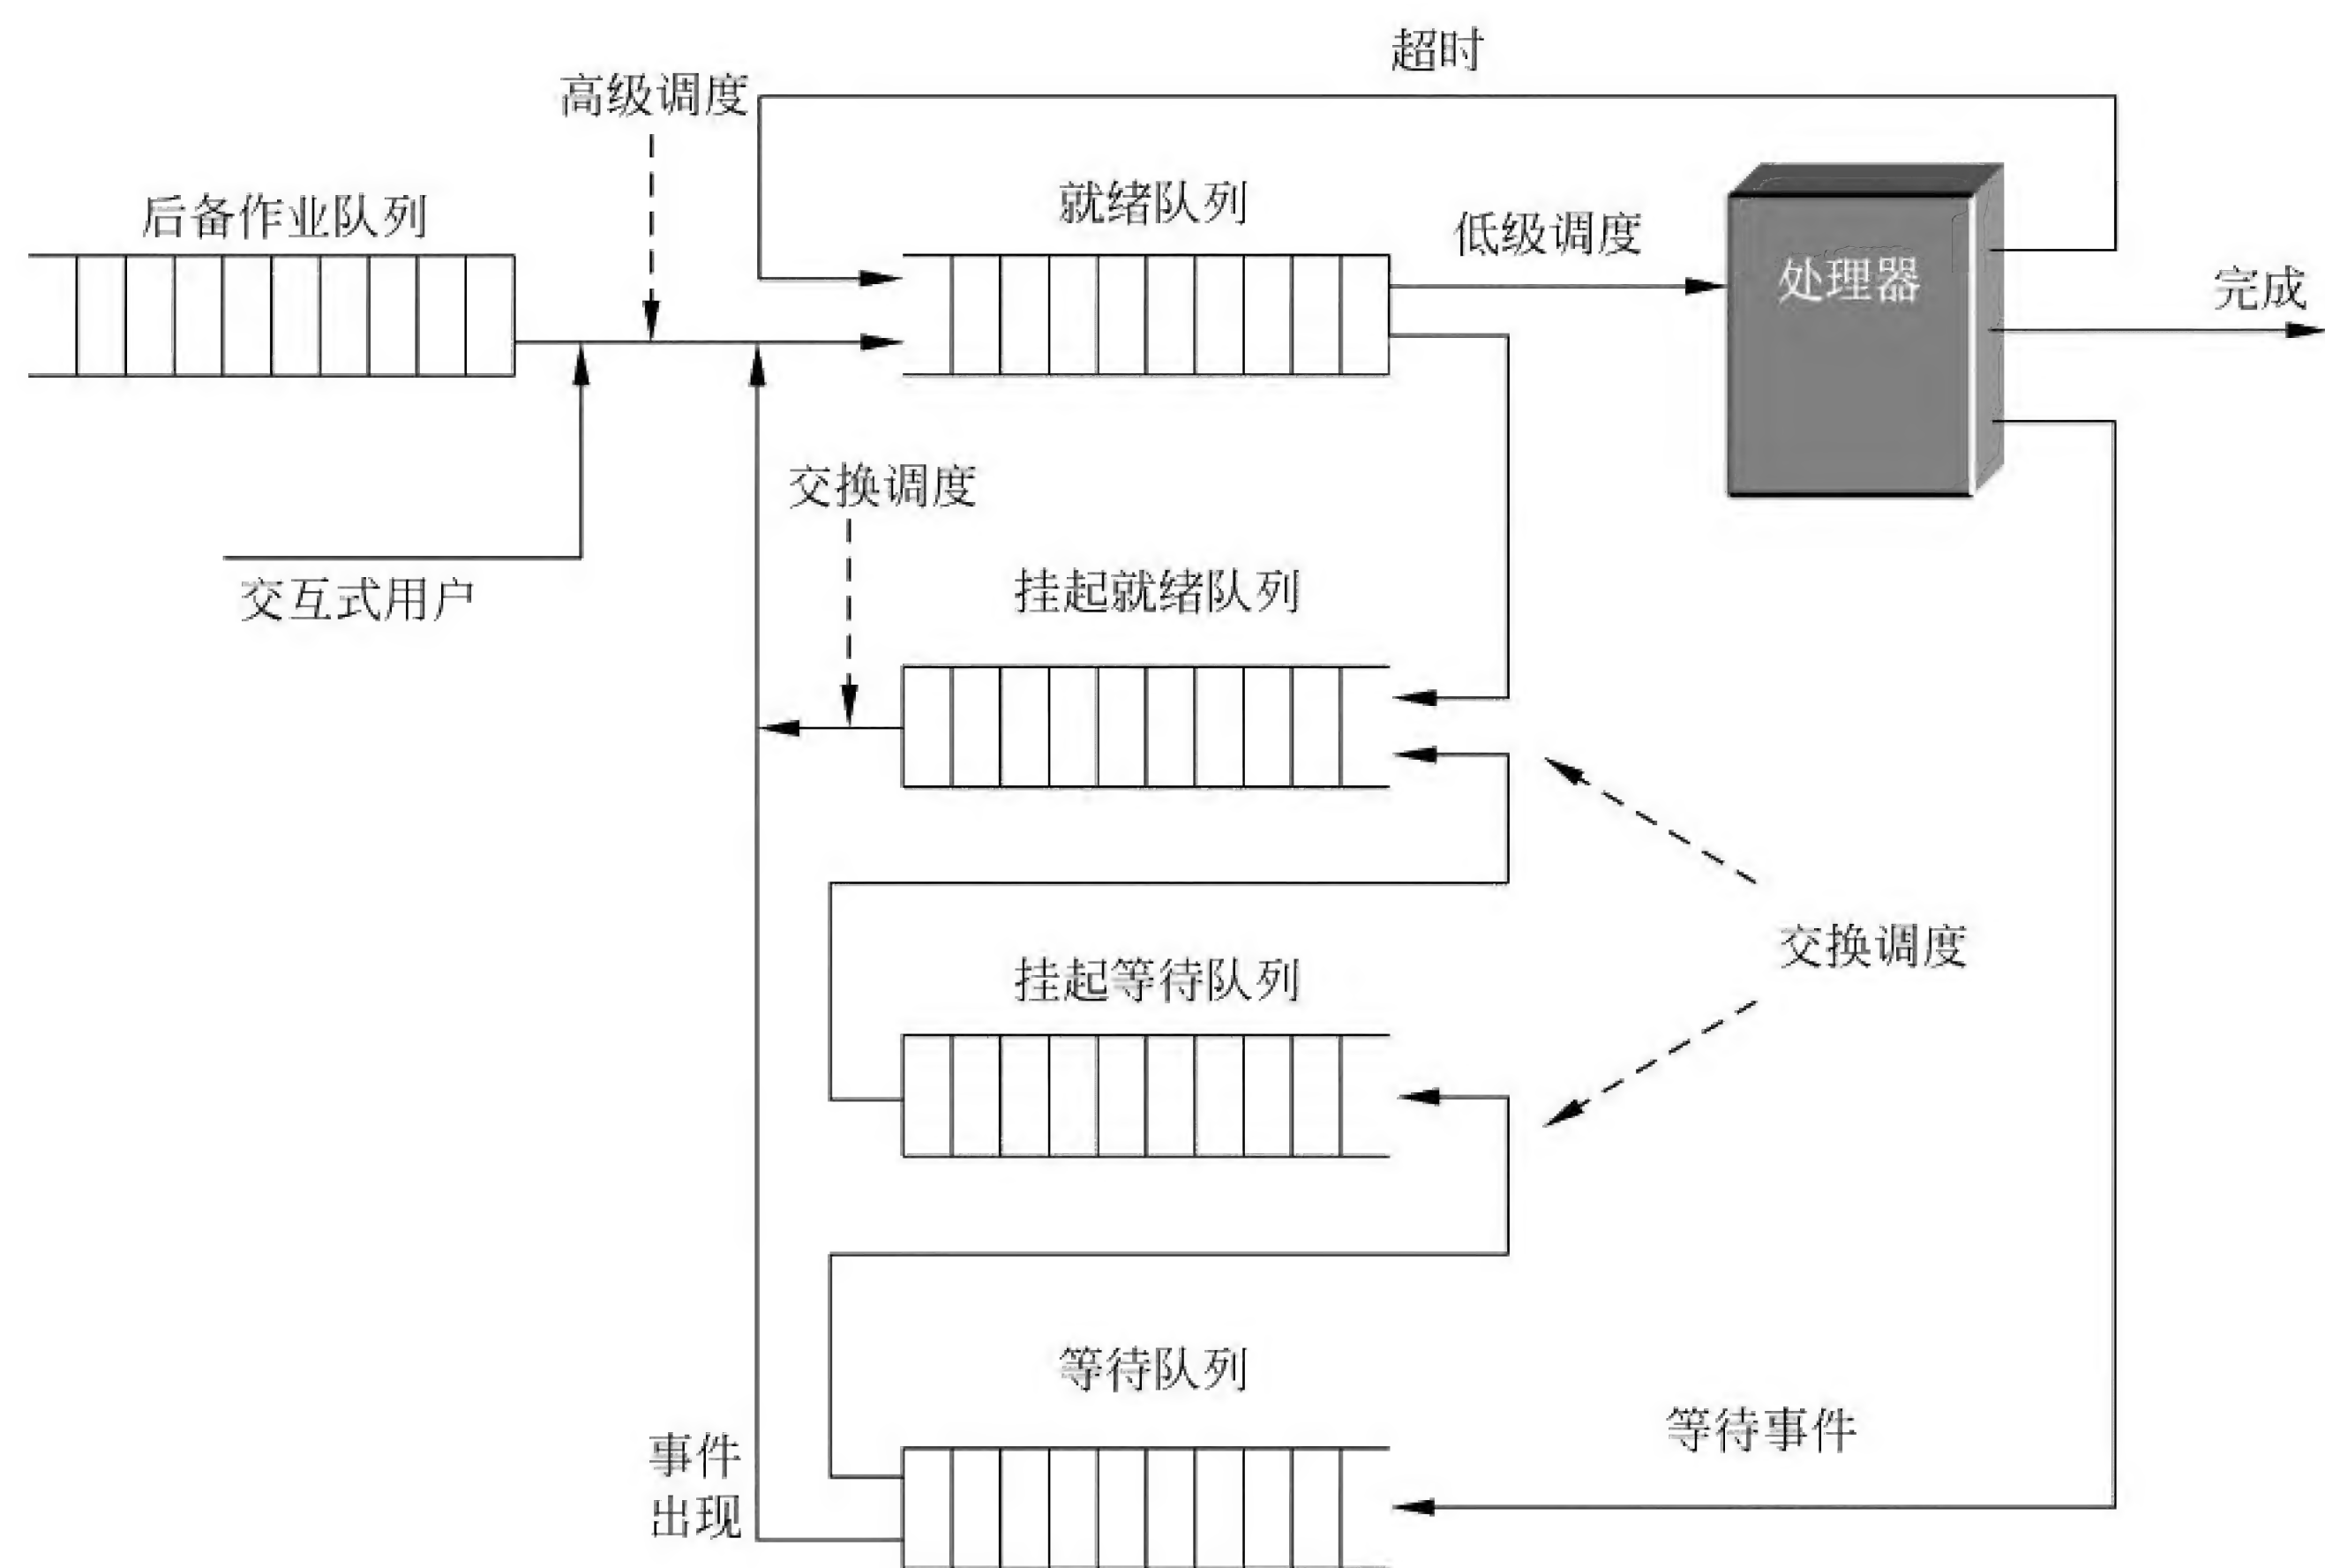 超时
高级调度
后备作业队列
就绪队列
低级调度
处理器
完成
交换调度
挂起就绪队列
交互式用户
交换调度
挂起等待队列
等待队列
等待事件
事件
出现